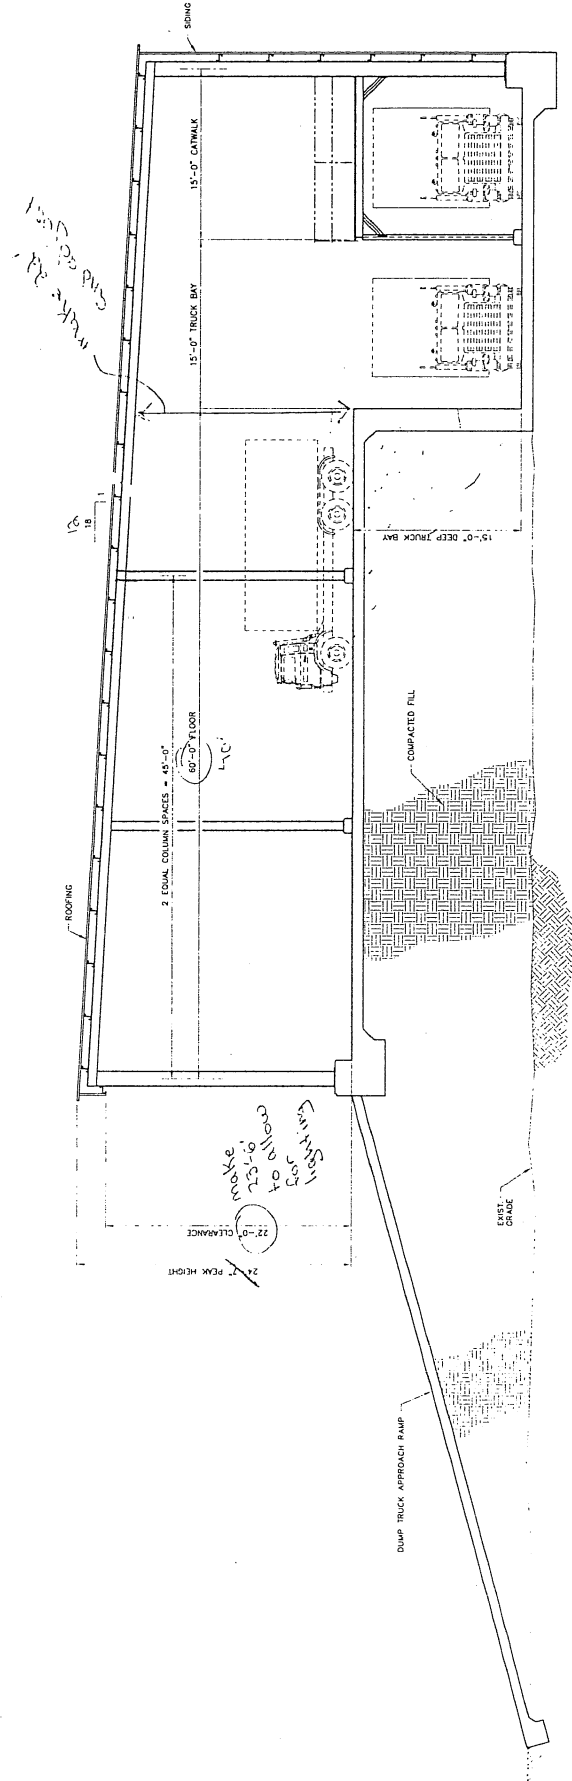 SIDING
15'-0" CATWALK
15'-0" TRUCK BAY
make 22'
12
18
1
15'-0" DEEP TRUCK BAY
60'-0" FLOOR
2 EQUAL COLUMN SPACES = 45'-0"
COMPACTED FILL
ROOFING
make
23'-6"
to allow
for
lighting
22'-0" CLEARANCE
24'-7" PEAK HEIGHT
EXIST.
GRADE
DUMP TRUCK APPROACH RAMP